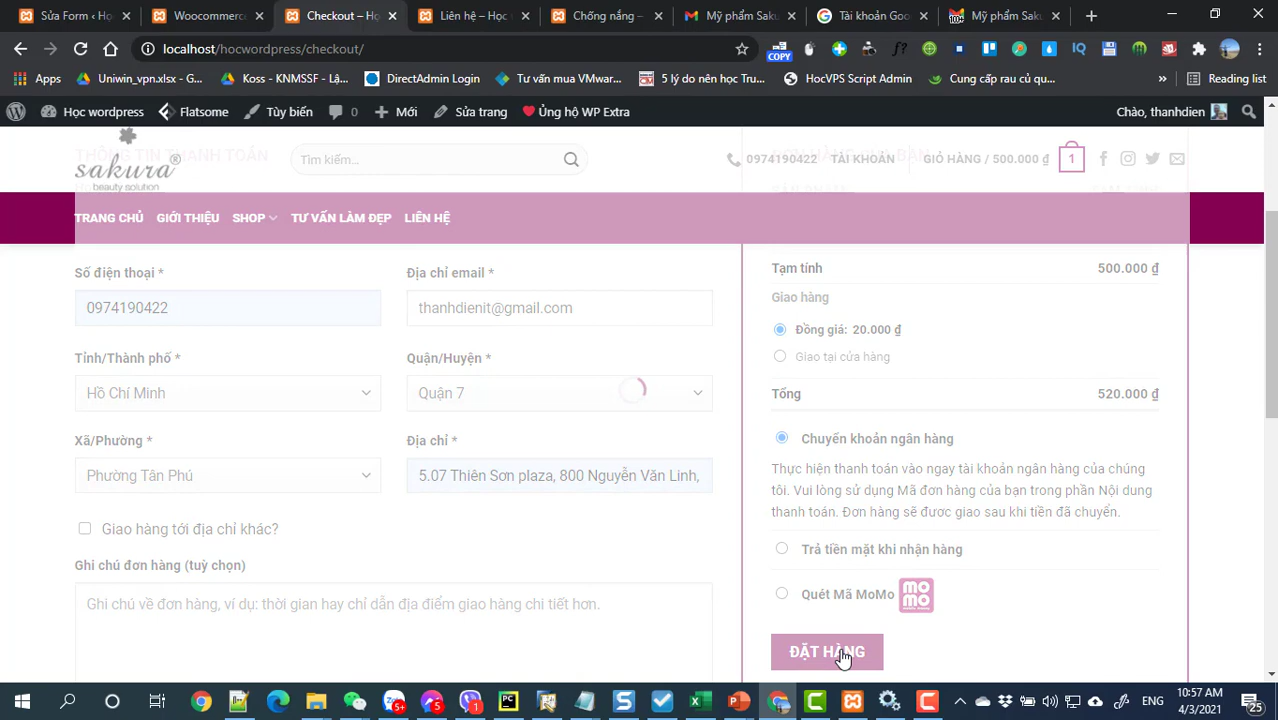 Sửa Form ‹ H
Woocommerc
Checkout – Họ
Liên hệ – Học
Chống nắng –
Mỹ phẩm Saku
Tài khoản Goo
Mỹ phẩm Saku
localhost/hocwordpress/checkout/
COPY
Apps
Uniwin_vpn.xlsx - G...
Koss - KNMSSF - Lậ...
DirectAdmin Login
Tư vấn mua VMwar...
5 lý do nên học Tru...
HocVPS Script Admin
Cung cấp rau củ qu...
Reading list
Học wordpress
Flatsome
Tùy biến
0
Mới
Sửa trang
Ủng hộ WP Extra
Chào, thanhdien
THÔNG TIN THANH TOÁN
sakura®
beauty solution
Tìm kiếm...
0974190422
TÀI KHOẢN
GIỎ HÀNG / 500.000 ₫
1
TRANG CHỦ
GIỚI THIỆU
SHOP
TƯ VẤN LÀM ĐẸP
LIÊN HỆ
Số điện thoại *
Địa chỉ email *
0974190422
thanhdienit@gmail.com
Tỉnh/Thành phố *
Quận/Huyện *
Hồ Chí Minh
Quận 7
Xã/Phường *
Địa chỉ *
Phường Tân Phú
5.07 Thiên Sơn plaza, 800 Nguyễn Văn Linh,
Giao hàng tới địa chỉ khác?
Ghi chú đơn hàng (tuỳ chọn)
Ghi chú về đơn hàng, ví dụ: thời gian hay chỉ dẫn địa điểm giao hàng chi tiết hơn.
Tạm tính
500.000 ₫
Giao hàng
Đồng giá: 20.000 ₫
Giao tại cửa hàng
Tổng
520.000 ₫
Chuyển khoản ngân hàng
Thực hiện thanh toán vào ngay tài khoản ngân hàng của chúng
tôi. Vui lòng sử dụng Mã đơn hàng của bạn trong phần Nội dung
thanh toán. Đơn hàng sẽ đươc giao sau khi tiền đã chuyển.
Trả tiền mặt khi nhận hàng
Quét Mã MoMo
mo
mo
ĐẶT HÀNG
5+
5
1
ENG
10:57 AM
4/3/2021
25